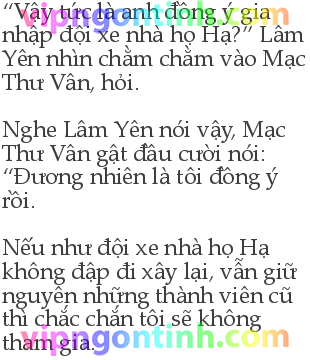 “Vậy tức là anh đồng ý gia
nhập đội xe nhà họ Hạ?” Lâm
Yên nhìn chằm chằm vào Mạc
Thư Vân, hỏi.
Nghe Lâm Yên nói vậy, Mạc
Thư Vân gật đầu cười nói:
“Đương nhiên là tôi đồng ý
rồi.
Nếu như đội xe nhà họ Hạ
không đập đi xây lại, vẫn giữ
nguyên những thành viên cũ
thì chắc chắn tôi sẽ không
tham gia.
vipngontinh.com
vipngontinh.com